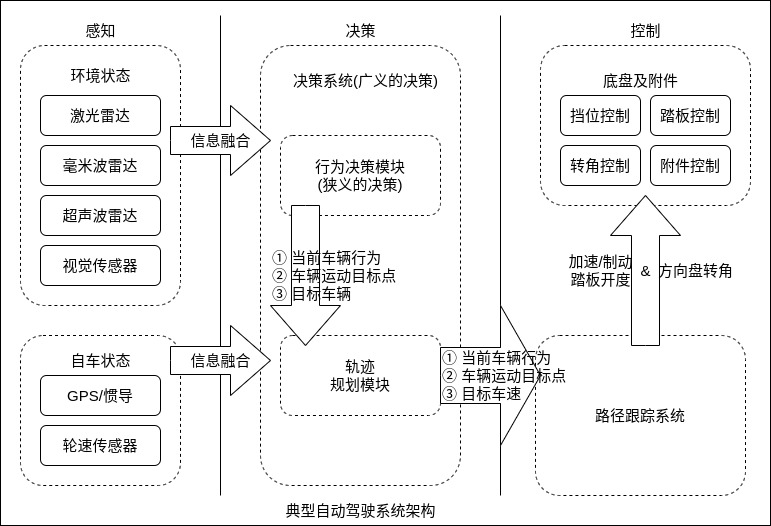 感知
决策
控制
环境状态
激光雷达
毫米波雷达
超声波雷达
视觉传感器
信息融合
自车状态
GPS/惯导
轮速传感器
信息融合
决策系统(广义的决策)
行为决策模块
(狭义的决策)
① 当前车辆行为
② 车辆运动目标点
③ 目标车辆
轨迹
规划模块
① 当前车辆行为
② 车辆运动目标点
③ 目标车速
底盘及附件
挡位控制
踏板控制
转角控制
附件控制
加速/制动
踏板开度
& 方向盘转角
路径跟踪系统
典型自动驾驶系统架构